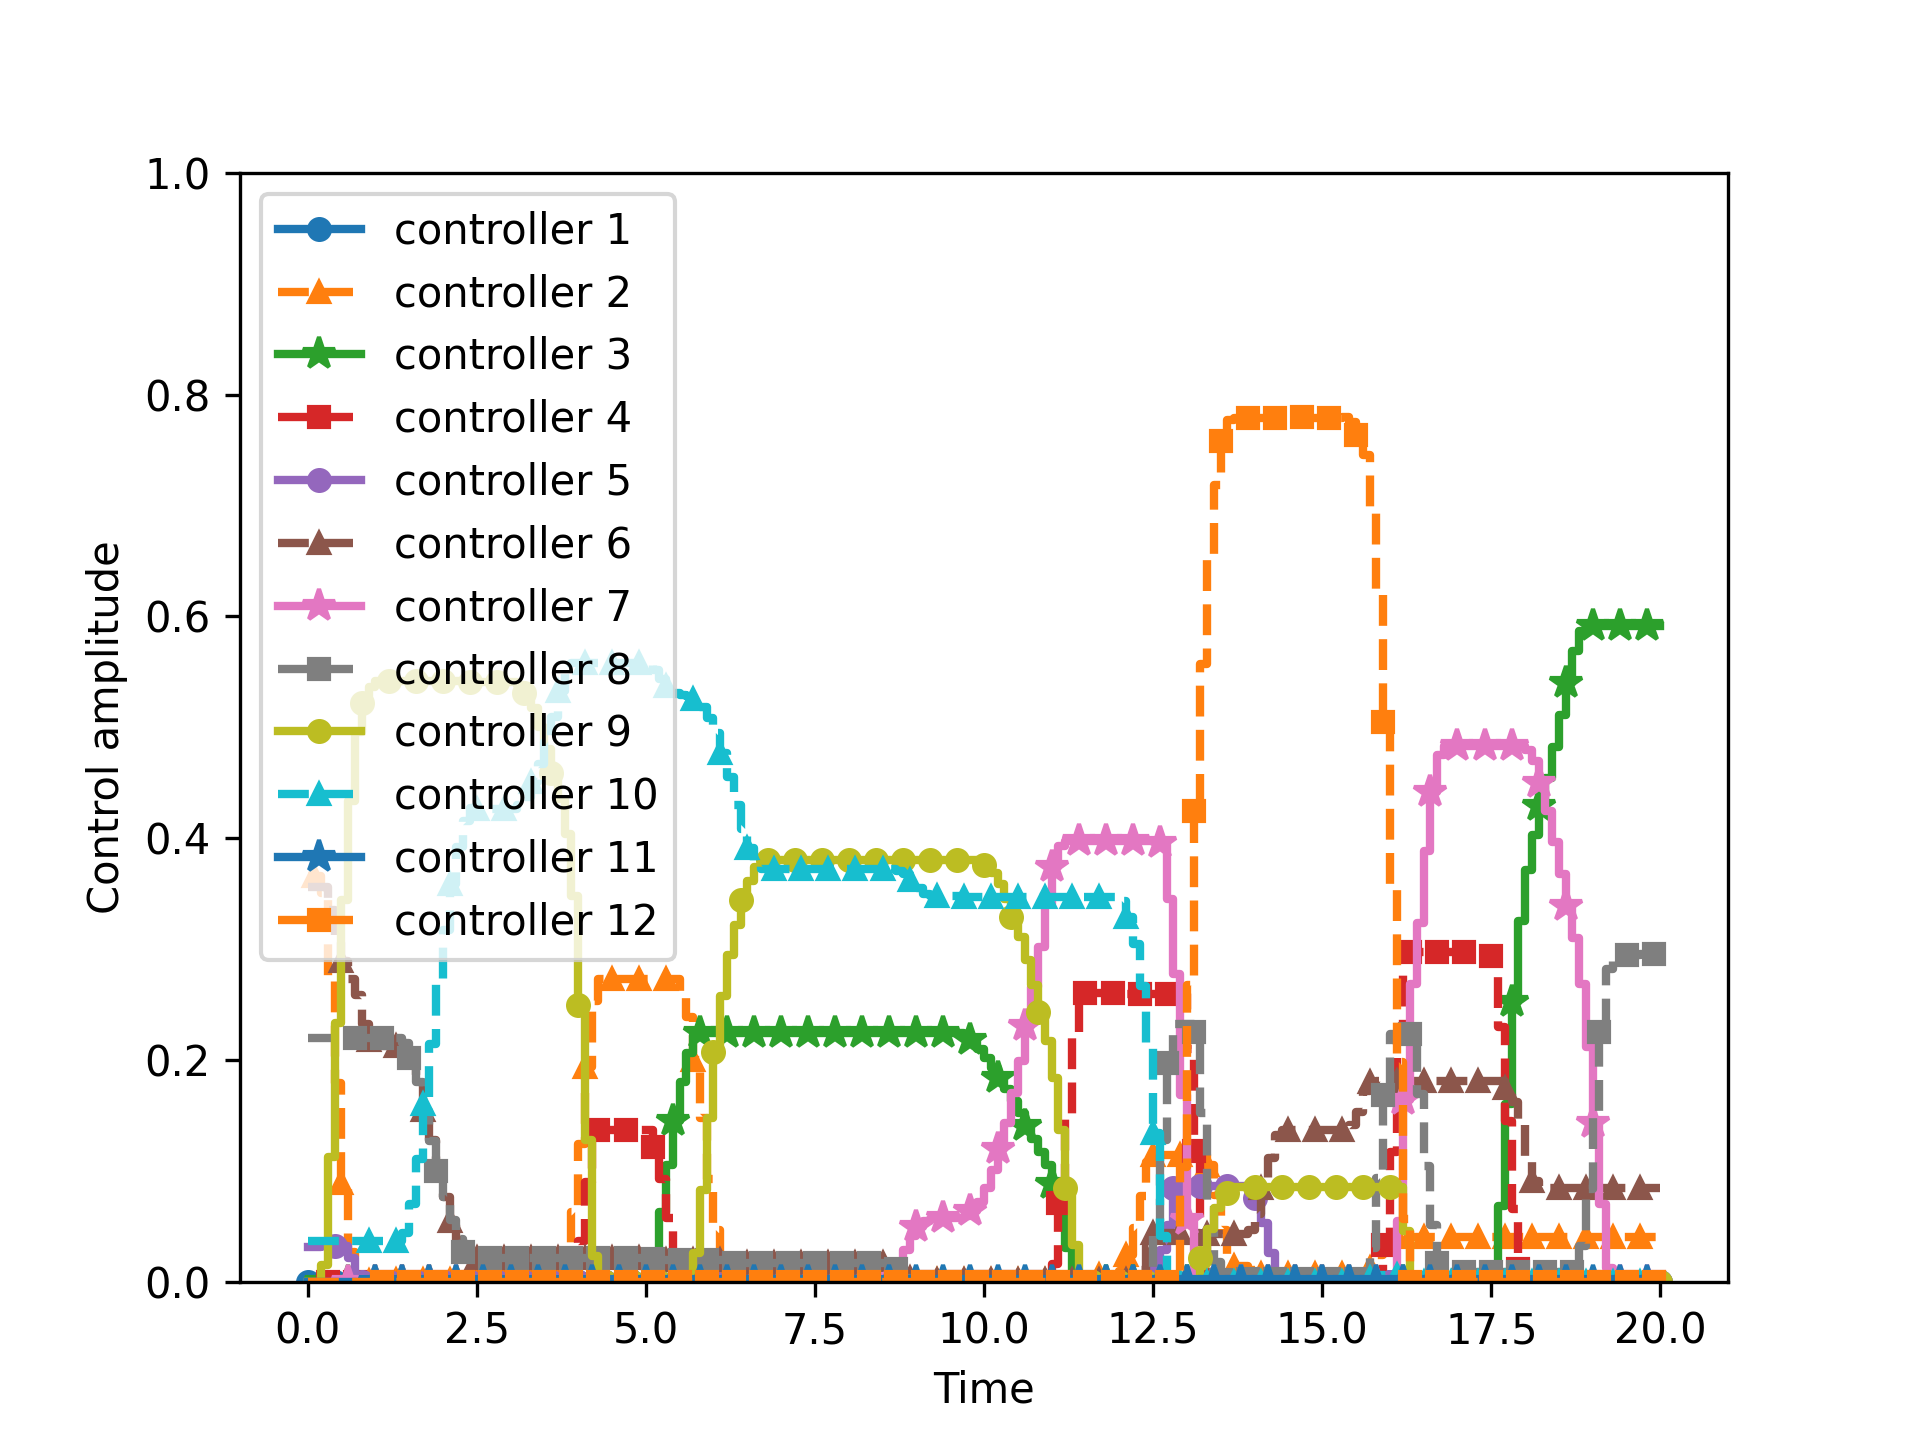 1.0
0.8
0.6
0.4
0.2
0.0
Control amplitude
controller 1
controller 2
controller 3
controller 4
controller 5
controller 6
controller 7
controller 8
controller 9
controller 10
controller 11
controller 12
0.0 2.5 5.0 7.5 10.0 12.5 15.0 17.5 20.0
Time